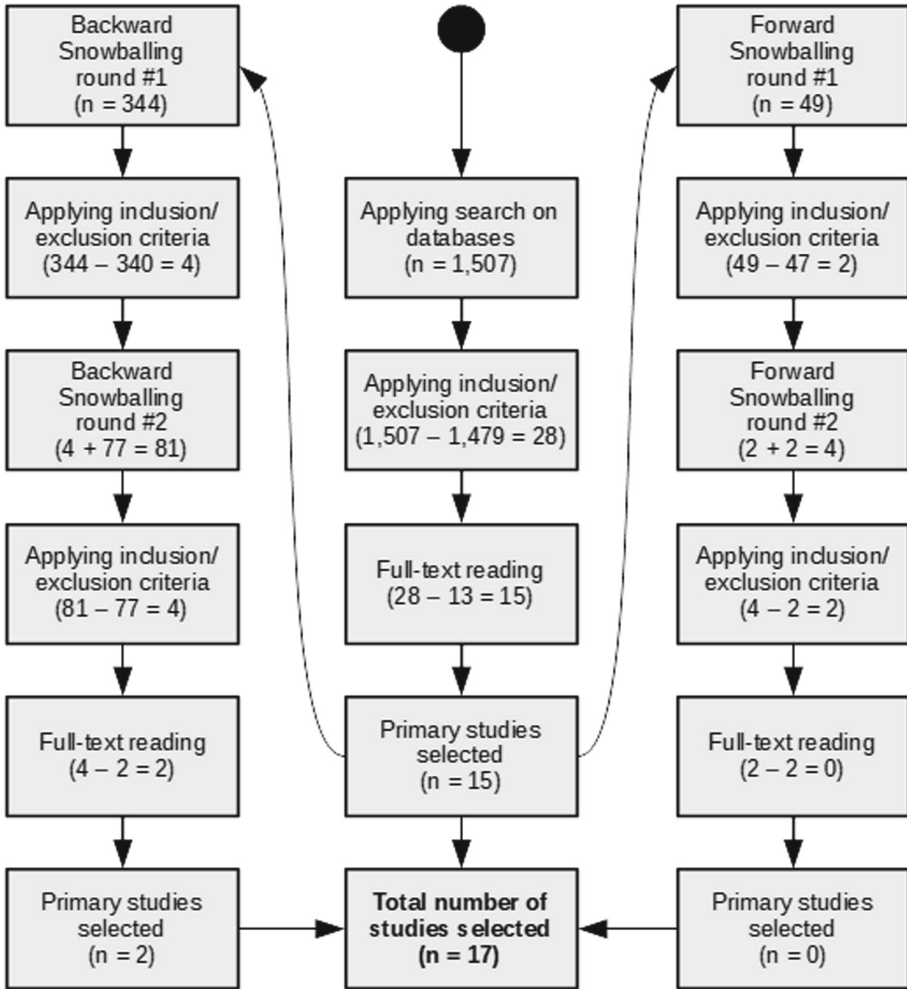 Backward
Snowballing
round #1
(n = 344)
Applying inclusion/
exclusion criteria
(344 – 340 = 4)
Backward
Snowballing
round #2
(4 + 77 = 81)
Applying inclusion/
exclusion criteria
(81 – 77 = 4)
Full-text reading
(4 – 2 = 2)
Primary studies
selected
(n = 2)
Applying search on
databases
(n = 1,507)
Applying inclusion/
exclusion criteria
(1,507 – 1,479 = 28)
Full-text reading
(28 – 13 = 15)
Primary studies
selected
(n = 15)
Total number of
studies selected
(n = 17)
Forward
Snowballing
round #1
(n = 49)
Applying inclusion/
exclusion criteria
(49 – 47 = 2)
Forward
Snowballing
round #2
(2 + 2 = 4)
Applying inclusion/
exclusion criteria
(4 – 2 = 2)
Full-text reading
(2 – 2 = 0)
Primary studies
selected
(n = 0)